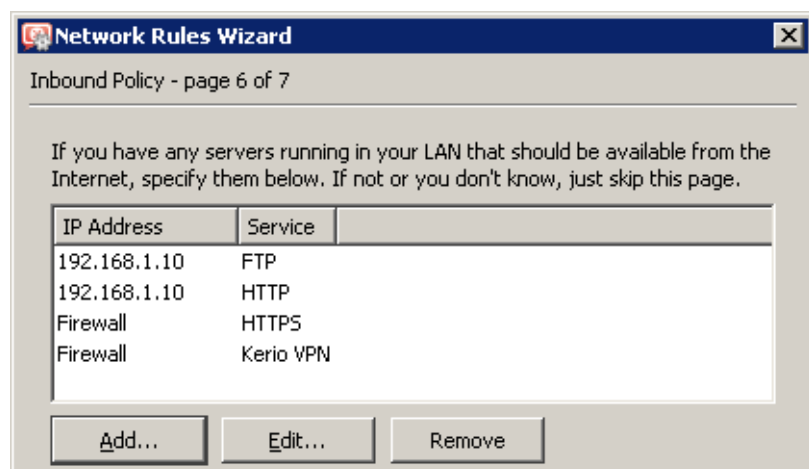 Network Rules Wizard
Inbound Policy - page 6 of 7
If you have any servers running in your LAN that should be available from the
Internet, specify them below. If not or you don't know, just skip this page.
IP Address Service
192.168.1.10 FTP
192.168.1.10 HTTP
Firewall HTTPS
Firewall Kerio VPN
Add... Edit... Remove